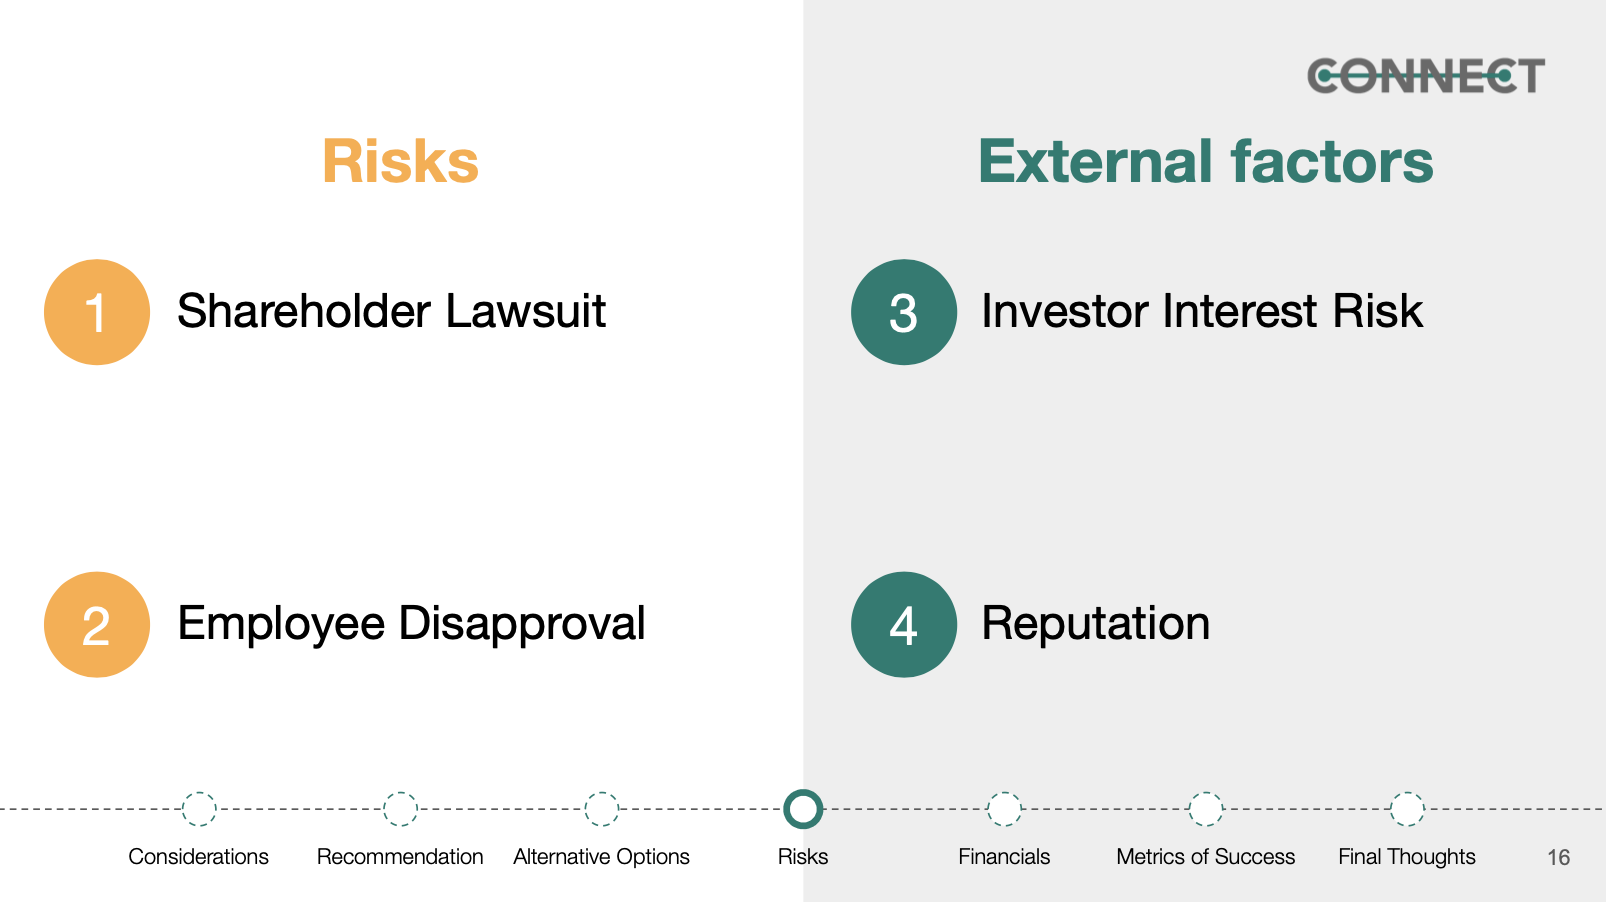 CONNECT
Risks
1
Shareholder Lawsuit
2
Employee Disapproval
External factors
3
Investor Interest Risk
4
Reputation
Considerations
Recommendation
Alternative Options
Risks
Financials
Metrics of Success
Final Thoughts
16